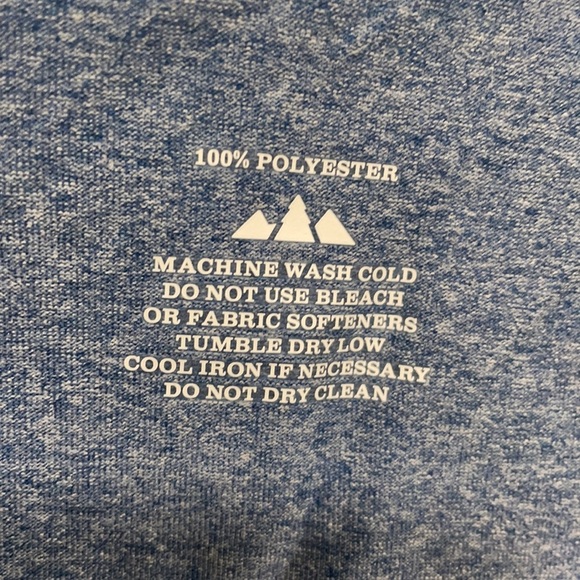 100% POLYESTER
MACHINE WASH COLD
DO NOT USE BLEACH
OR FABRIC SOFTENERS
TUMBLE DRY LOW
COOL IRON IF NECESSARY
DO NOT DRY CLEAN